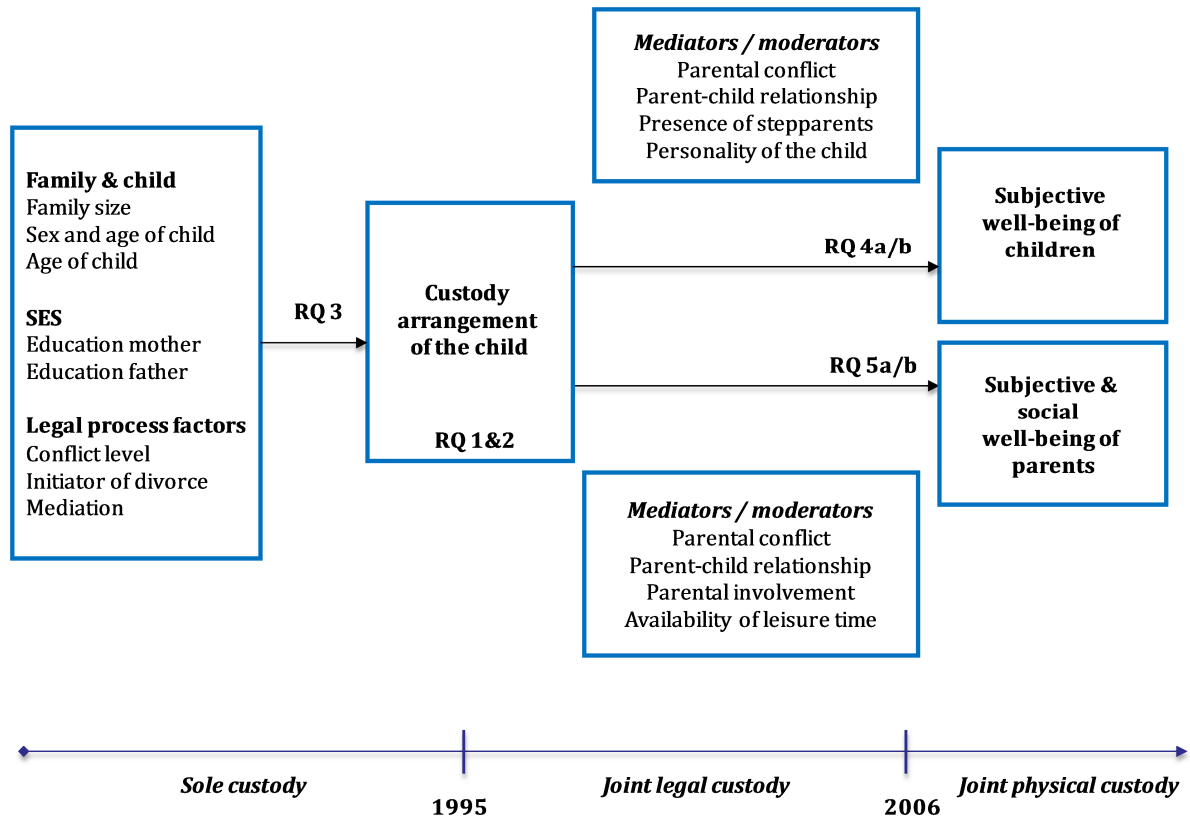 Family & child
Family size
Sex and age of child
Age of child
SES
Education mother
Education father
Legal process factors
Conflict level
Initiator of divorce
Mediation
RQ 3
Custody
arrangement
of the child
RQ 1&2
Mediators / moderators
Parental conflict
Parent-child relationship
Presence of stepparents
Personality of the child
RQ 4a/b
RQ 5a/b
Mediators / moderators
Parental conflict
Parent-child relationship
Parental involvement
Availability of leisure time
Subjective
well-being of
children
Subjective &
social
well-being of
parents
Sole custody
1995
Joint legal custody
2006
Joint physical custody